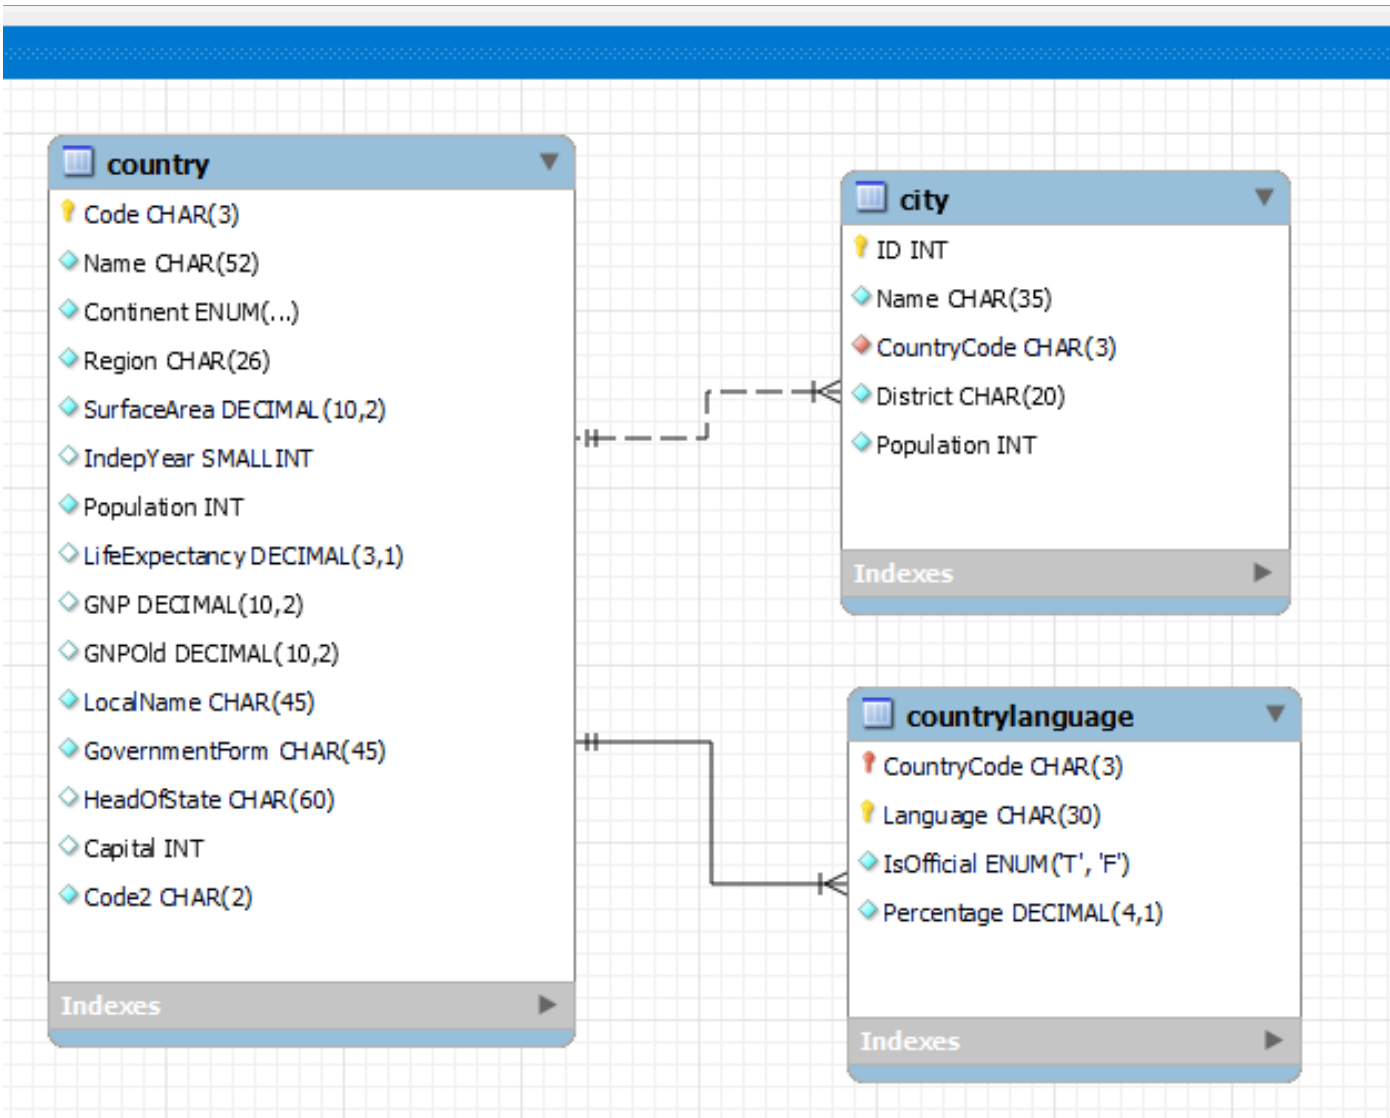 country
Code CHAR(3)
Name CHAR(52)
Continent ENUM(...)
Region CHAR(26)
SurfaceArea DECIMAL(10,2)
IndepYear SMALLINT
Population INT
LifeExpectancy DECIMAL(3,1)
GNP DECIMAL(10,2)
GNPOld DECIMAL(10,2)
LocalName CHAR(45)
GovernmentForm CHAR(45)
HeadOfState CHAR(60)
Capital INT
Code2 CHAR(2)
Indexes
city
ID INT
Name CHAR(35)
CountryCode CHAR(3)
District CHAR(20)
Population INT
Indexes
countrylanguage
CountryCode CHAR(3)
Language CHAR(30)
IsOfficial ENUM('T', 'F')
Percentage DECIMAL(4,1)
Indexes